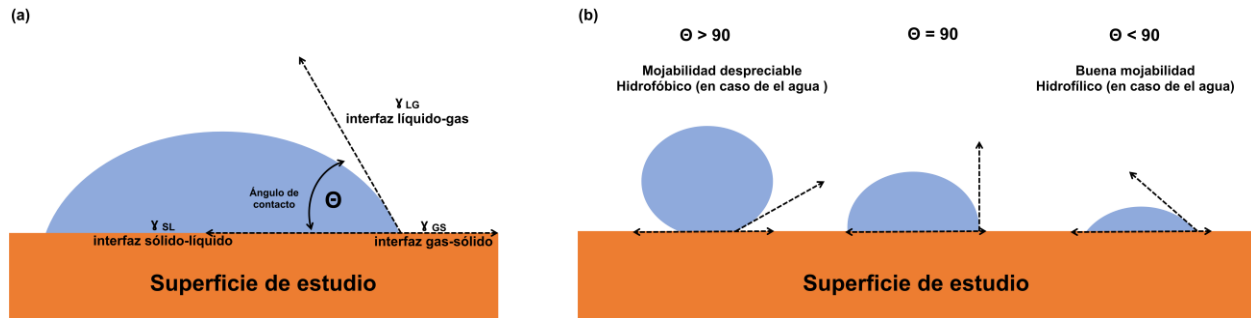 (a)
ɣ LG
interfaz líquido-gas
Ángulo de
contacto
Θ
ɣ SL
interfaz sólido-líquido
ɣ GS
interfaz gas-sólido
Superficie de estudio
(b)
Θ > 90
Mojabilidad despreciable
Hidrofóbico (en caso de el agua )
Θ = 90
Θ < 90
Buena mojabilidad
Hidrofílico (en caso de el agua)
Superficie de estudio